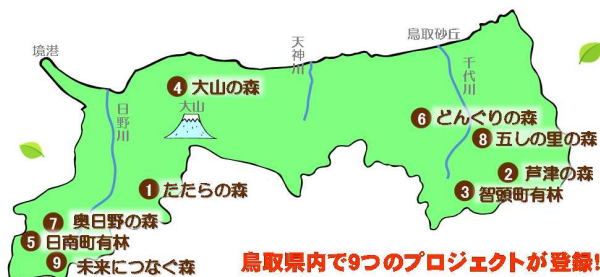 鳥取砂丘
境港
天神川
千代川
④大山の森
大山
日野川
⑥どんぐりの森
⑧五しの里の森
②芦津の森
①たたらの森
③智頭町有林
⑦奥日野の森
⑤日南町有林
⑨未来につなぐ森
鳥取県内で9つのプロジェクトが登録!